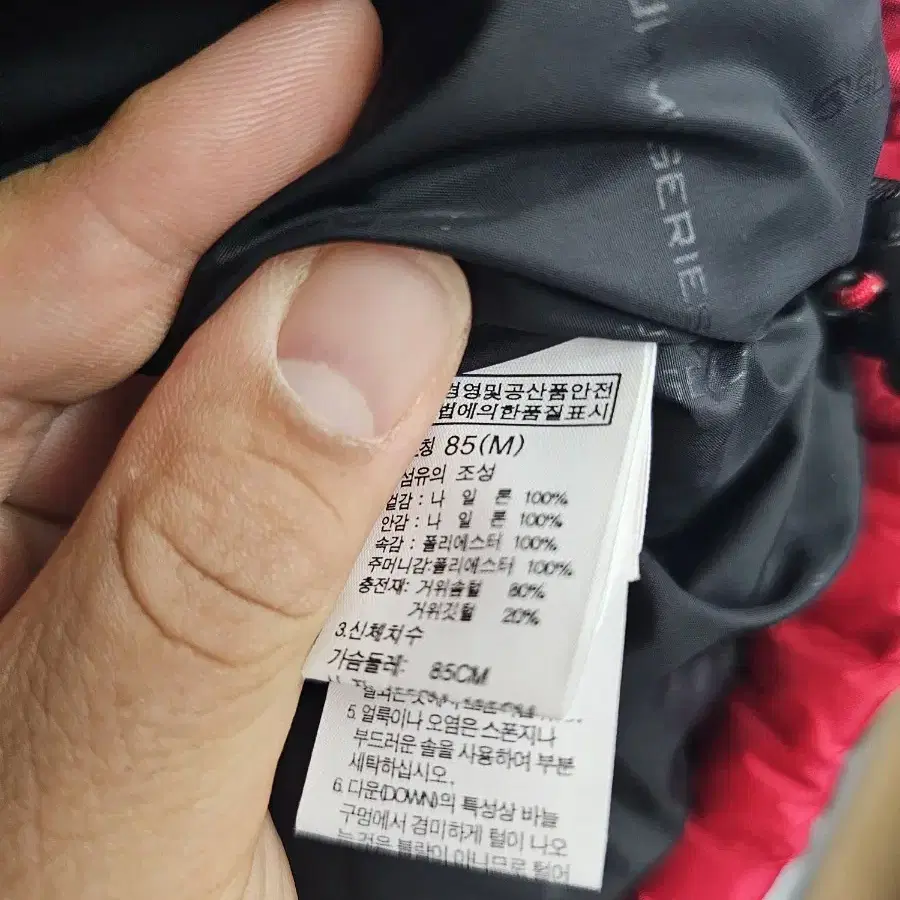 SERIES
경영및공산품안전
법에의한품질표시
칭 85(M)
섬유의 조성
겉감 : 나 일 론 100%
안감 : 나 일 론 100%
속감 : 폴리에스터 100%
주머니감:폴리에스터 100%
충전재: 거위솜털 80%
거위깃털 20%
3.신체치수
가슴둘레: 85CM
5. 얼룩이나 오염은 스폰지나
부드러운 솔을 사용하여 부분
세탁하십시오.
6. 다운(DOWN)의 특성상 바늘
구멍에서 경미하게 털이 나오
는것은 불량이 아니므로 털어